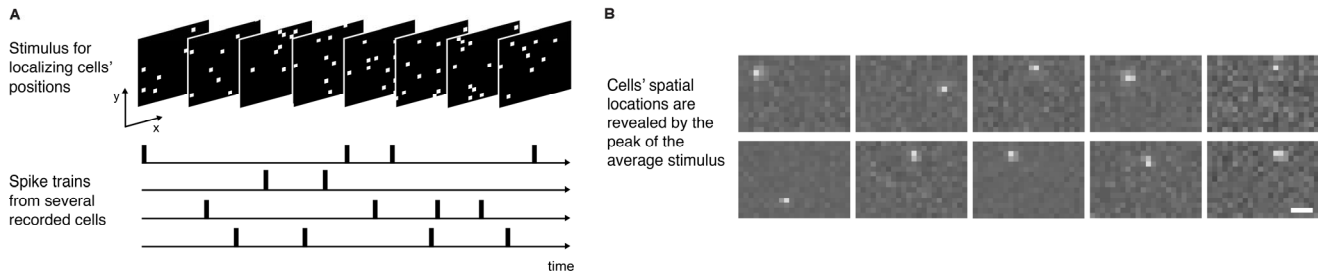 A
Stimulus for
localizing cells'
positions
y
x
Spike trains
from several
recorded cells
time
B
Cells' spatial
locations are
revealed by the
peak of the
average stimulus